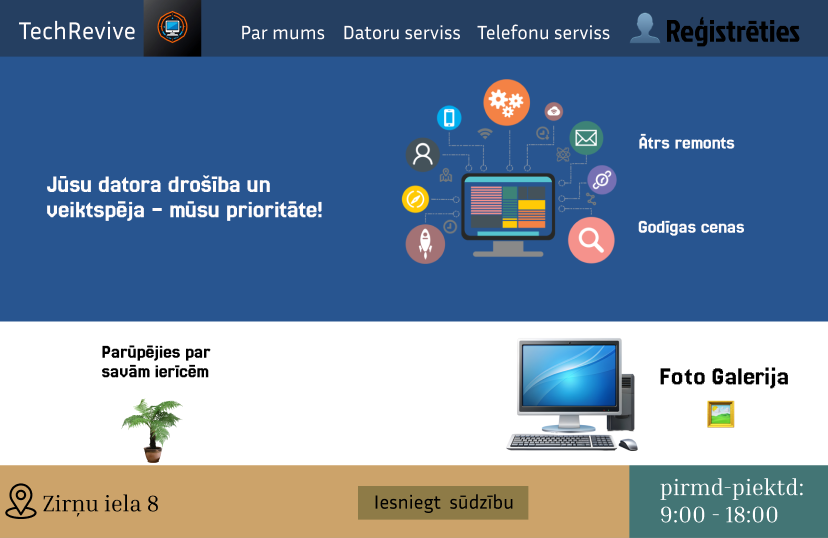 TechRevive
Par mums
Datoru serviss
Telefonu serviss
Reģistrēties
Jūsu datora drošība un
veiktspēja – mūsu prioritāte!
Ātrs remonts
Godīgas cenas
Parūpējies par
savām ierīcēm
Foto Galerija
Zirņu iela 8
Iesniegt sūdzību
pirmd-piektd:
9:00 - 18:00